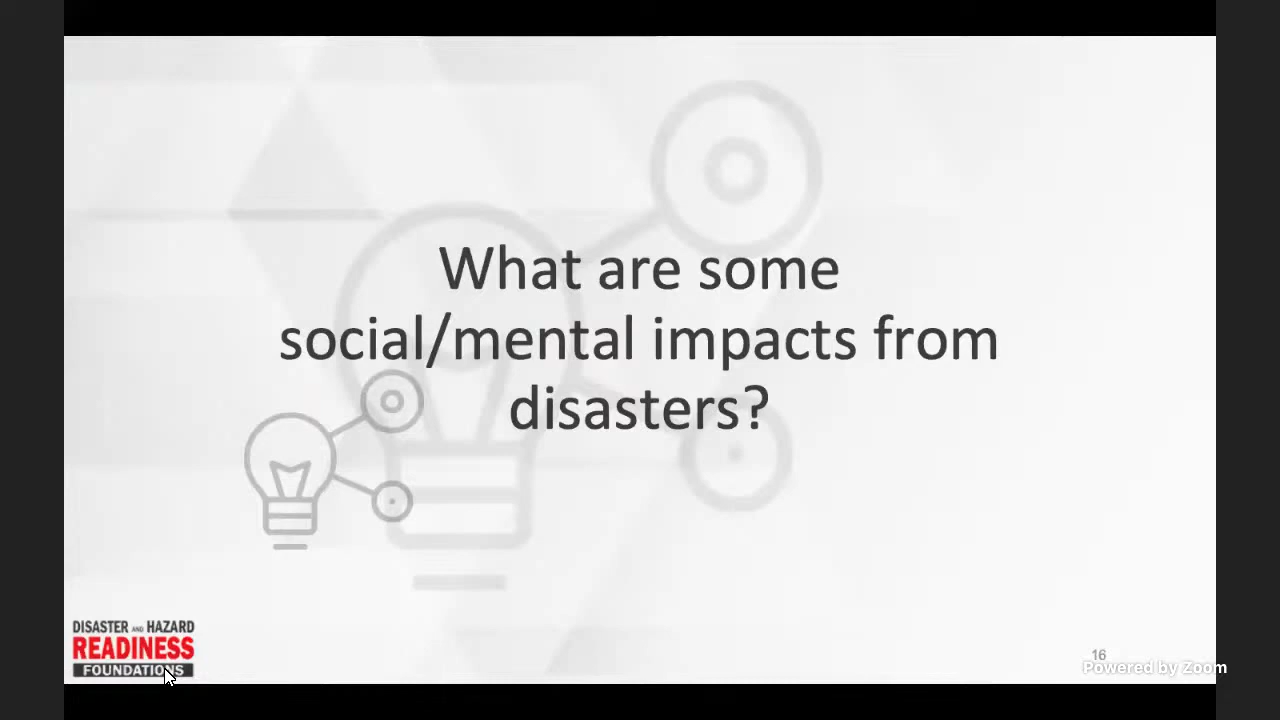 What are some
social/mental impacts from
disasters?
DISASTER AND HAZARD
READINESS
FOUNDATIONS
16
Powered by Zoom